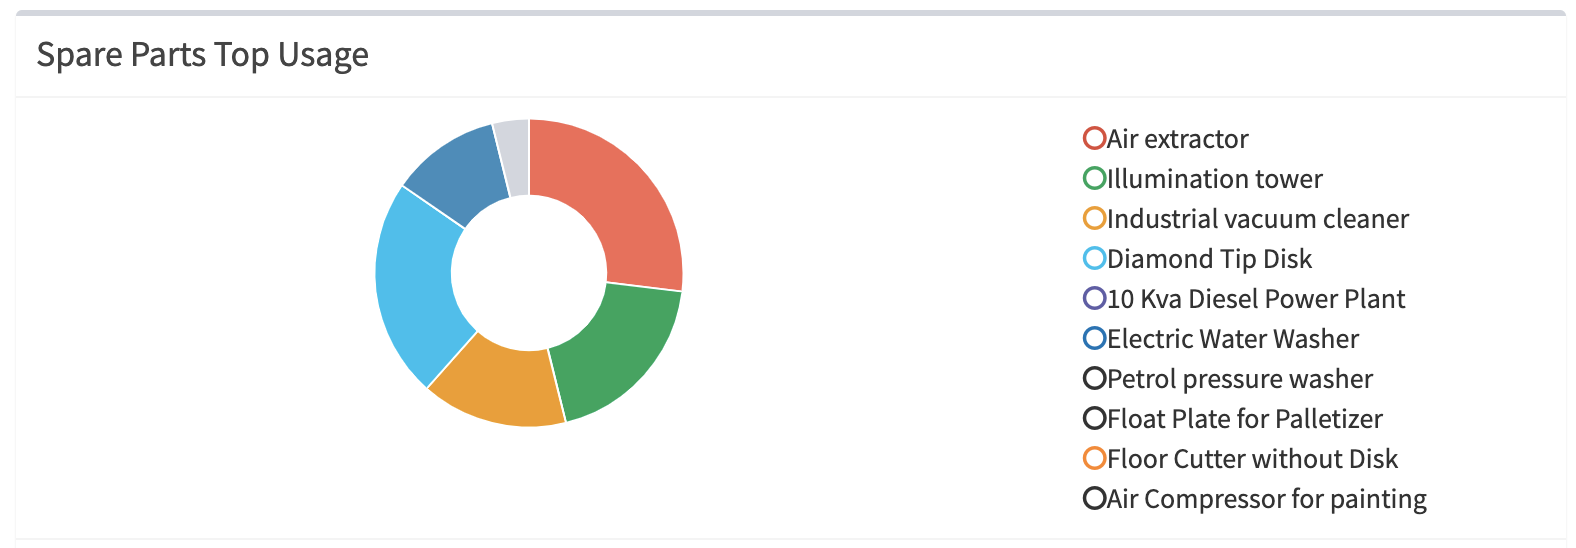 Spare Parts Top Usage
Air extractor
Illumination tower
Industrial vacuum cleaner
Diamond Tip Disk
10 Kva Diesel Power Plant
Electric Water Washer
Petrol pressure washer
Float Plate for Palletizer
Floor Cutter without Disk
Air Compressor for painting